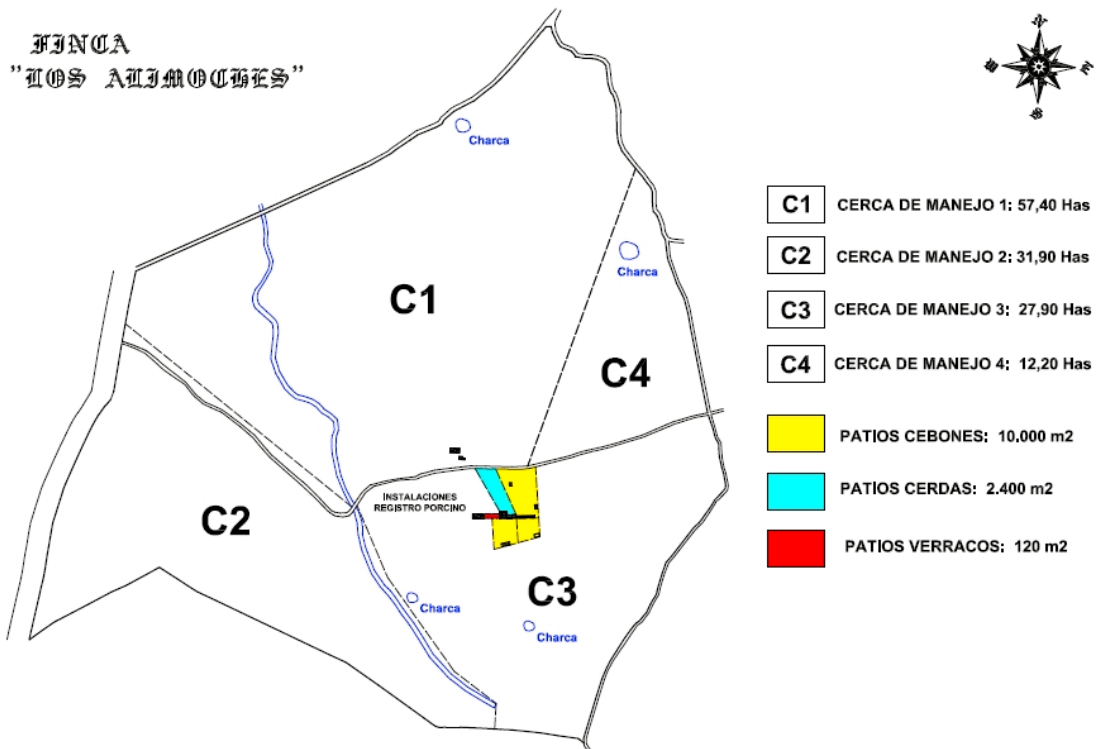 FINCA
"LOS ALIMOCHES"
N
E
S
W
Charca
Charca
C1
C4
C2
C3
INSTALACIONES
REGISTRO PORCINO
Charca
Charca
C1 CERCA DE MANEJO 1: 57,40 Has
C2 CERCA DE MANEJO 2: 31,90 Has
C3 CERCA DE MANEJO 3: 27,90 Has
C4 CERCA DE MANEJO 4: 12,20 Has
PATIOS CEBONES: 10.000 m2
PATIOS CERDAS: 2.400 m2
PATIOS VERRACOS: 120 m2